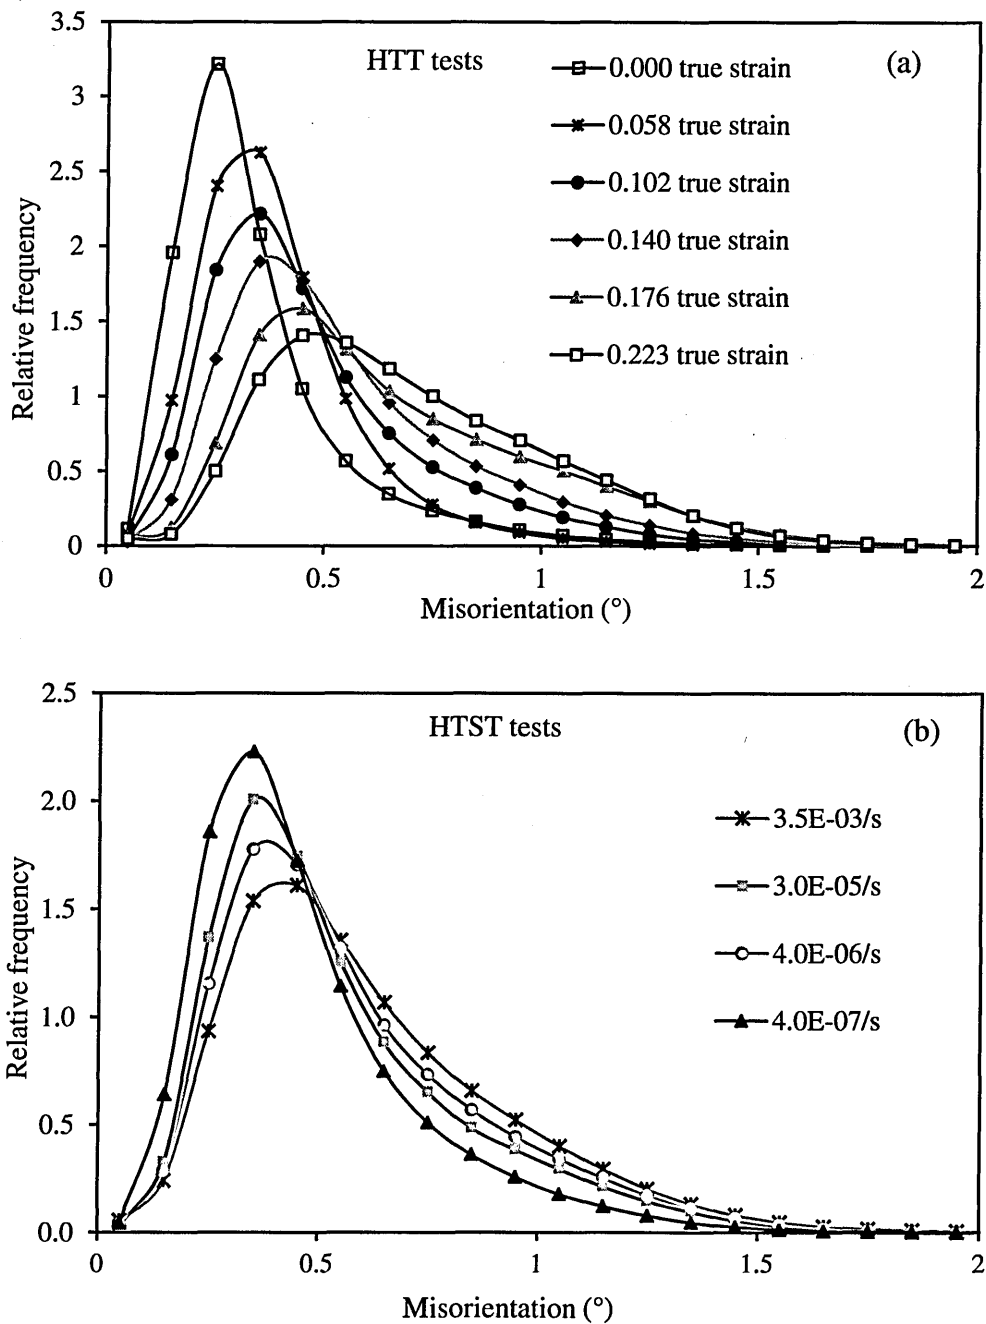 3.5
HTT tests
(a)
0.000 true strain
3
0.058 true strain
2.5
0.102 true strain
2
0.140 true strain
1.5
0.176 true strain
0.223 true strain
1
0.5
0
Relative frequency
0 0.5 1 1.5 2
Misorientation (°)
2.5
HTST tests
(b)
2.0
3.5E-03/s
3.0E-05/s
1.5
4.0E-06/s
1.0
4.0E-07/s
0.5
0.0
Relative frequency
0 0.5 1 1.5 2
Misorientation (°)